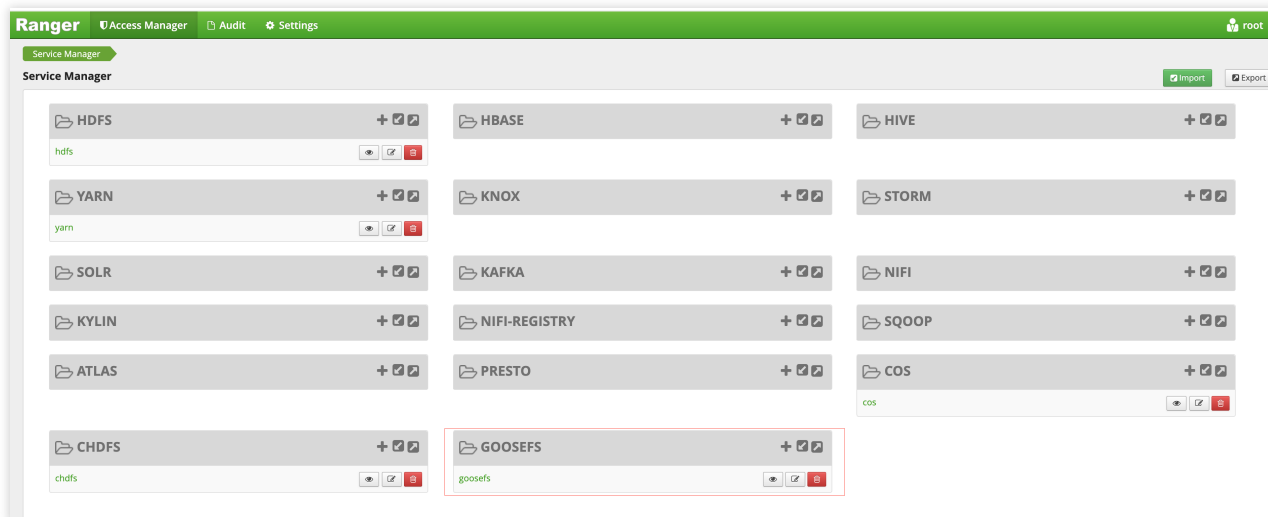 Ranger Access Manager Audit Settings root
Service Manager
Service Manager
Import Export
HDFS HBASE HIVE
hdfs
YARN KNOX STORM
yarn
SOLR KAFKA NIFI
KYLIN NIFI-REGISTRY SQOOP
ATLAS PRESTO COS
cos
CHDFS GOOSEFS
chdfs goosefs